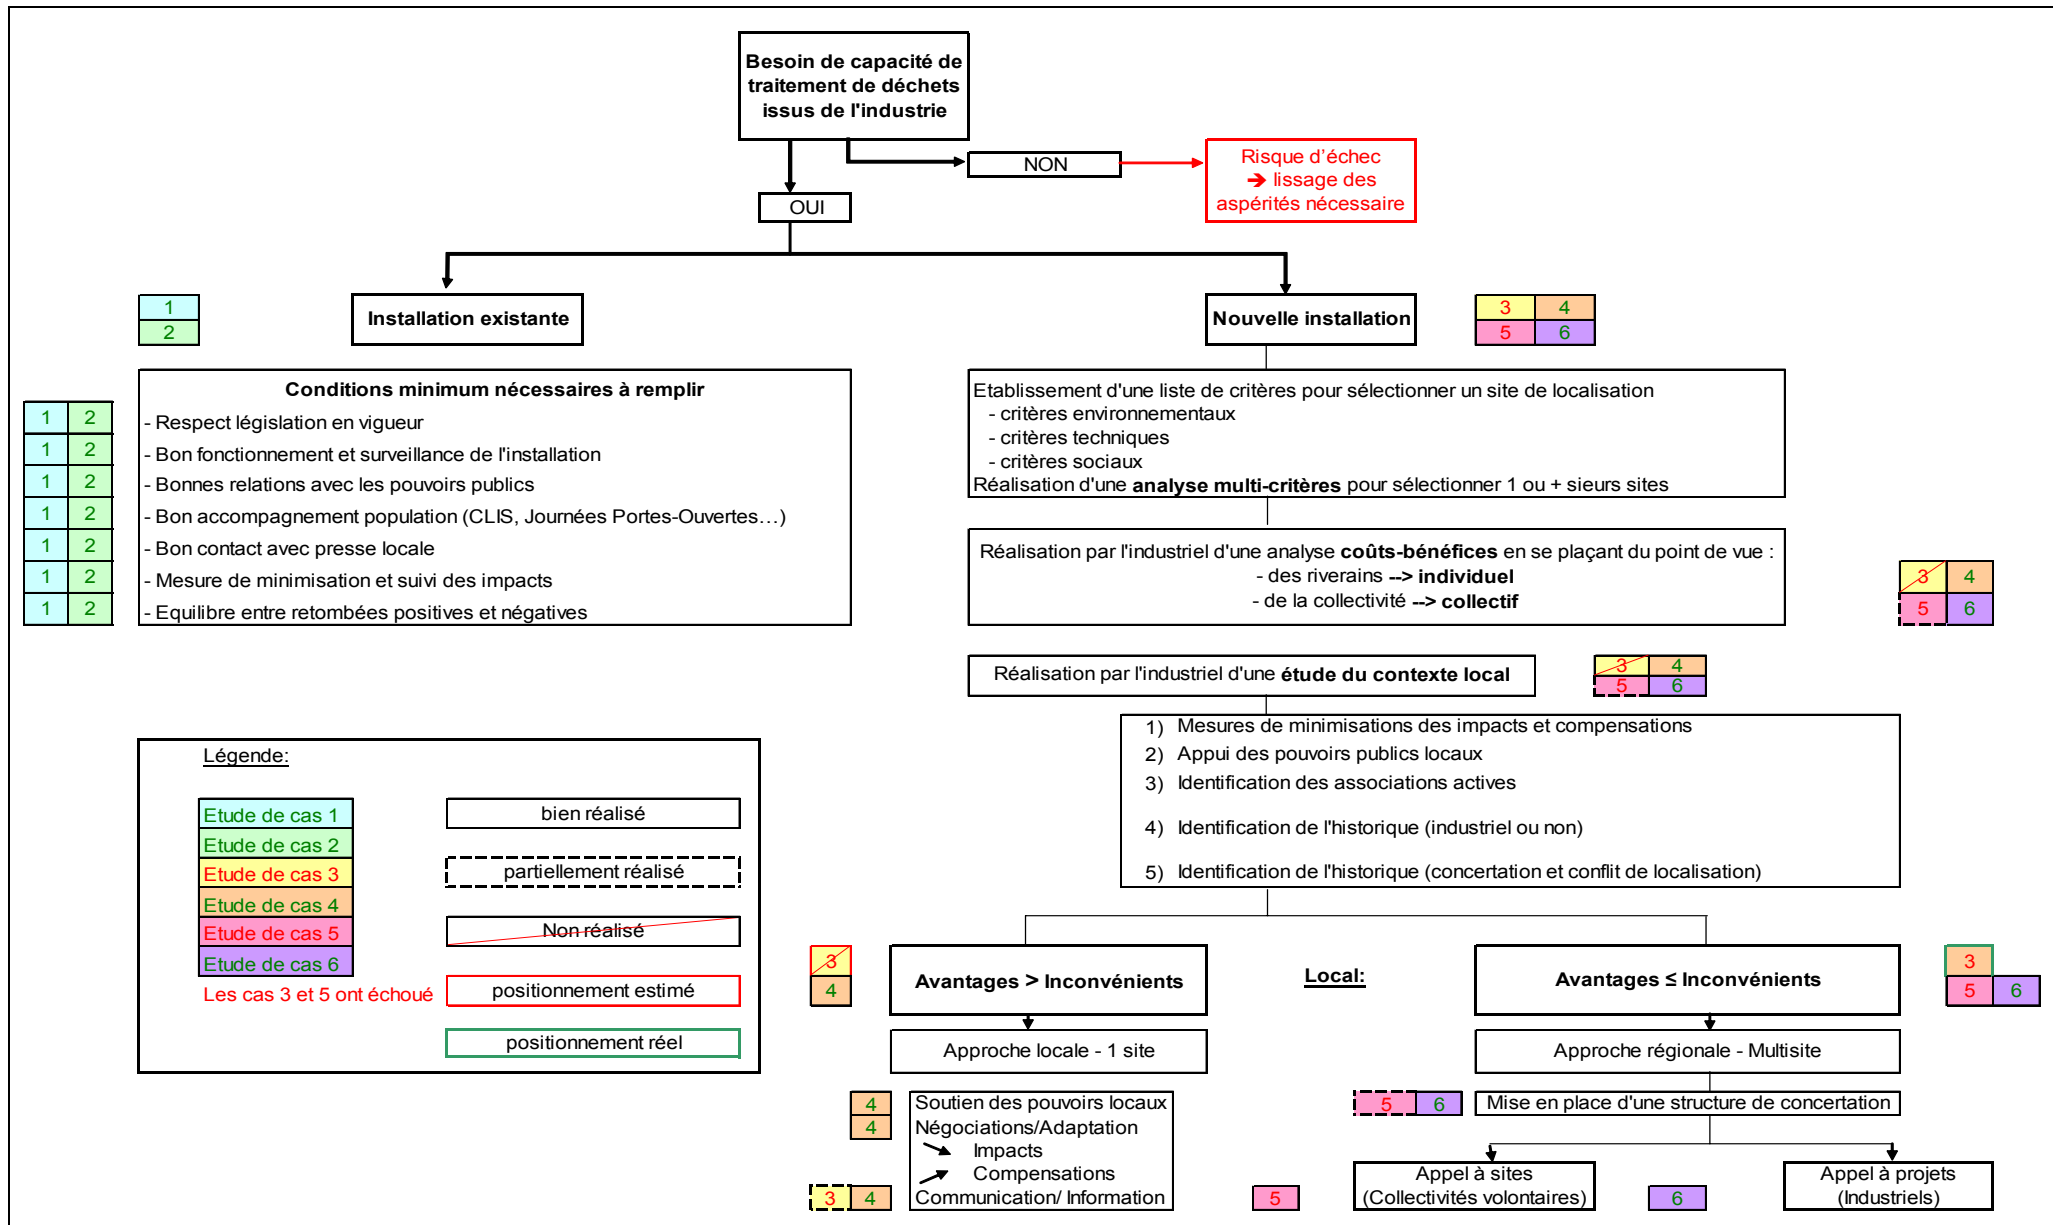 Besoin de capacité de
traitement de déchets
issus de l'industrie
NON
Risque d'échec
➔ lissage des
aspérités nécessaire
OUI
1
2
Installation existante
Nouvelle installation
3 4
5 6
Conditions minimum nécessaires à remplir
1 2 - Respect législation en vigueur
1 2 - Bon fonctionnement et surveillance de l'installation
1 2 - Bonnes relations avec les pouvoirs publics
1 2 - Bon accompagnement population (CLIS, Journées Portes-Ouvertes…)
1 2 - Bon contact avec presse locale
1 2 - Mesure de minimisation et suivi des impacts
1 2 - Equilibre entre retombées positives et négatives
Etablissement d'une liste de critères pour sélectionner un site de localisation
- critères environnementaux
- critères techniques
- critères sociaux
Réalisation d'une analyse multi-critères pour sélectionner 1 ou + sieurs sites
Réalisation par l'industriel d'une analyse coûts-bénéfices en se plaçant du point de vue :
- des riverains --> individuel
- de la collectivité --> collectif
3 4
5 6
Réalisation par l'industriel d'une étude du contexte local
3 4
5 6
1) Mesures de minimisations des impacts et compensations
2) Appui des pouvoirs publics locaux
3) Identification des associations actives
4) Identification de l'historique (industriel ou non)
5) Identification de l'historique (concertation et conflit de localisation)
Légende:
Etude de cas 1
Etude de cas 2
Etude de cas 3
Etude de cas 4
Etude de cas 5
Etude de cas 6
Les cas 3 et 5 ont échoué
bien réalisé
partiellement réalisé
Non réalisé
positionnement estimé
positionnement réel
3
4
Avantages > Inconvénients
Local:
Avantages ≤ Inconvénients
3
5 6
Approche locale - 1 site
Approche régionale - Multisite
4 Soutien des pouvoirs locaux
4 Négociations/Adaptation
Impacts
Compensations
3 4 Communication/ Information
5 6 Mise en place d'une structure de concertation
5
Appel à sites
(Collectivités volontaires)
6
Appel à projets
(Industriels)